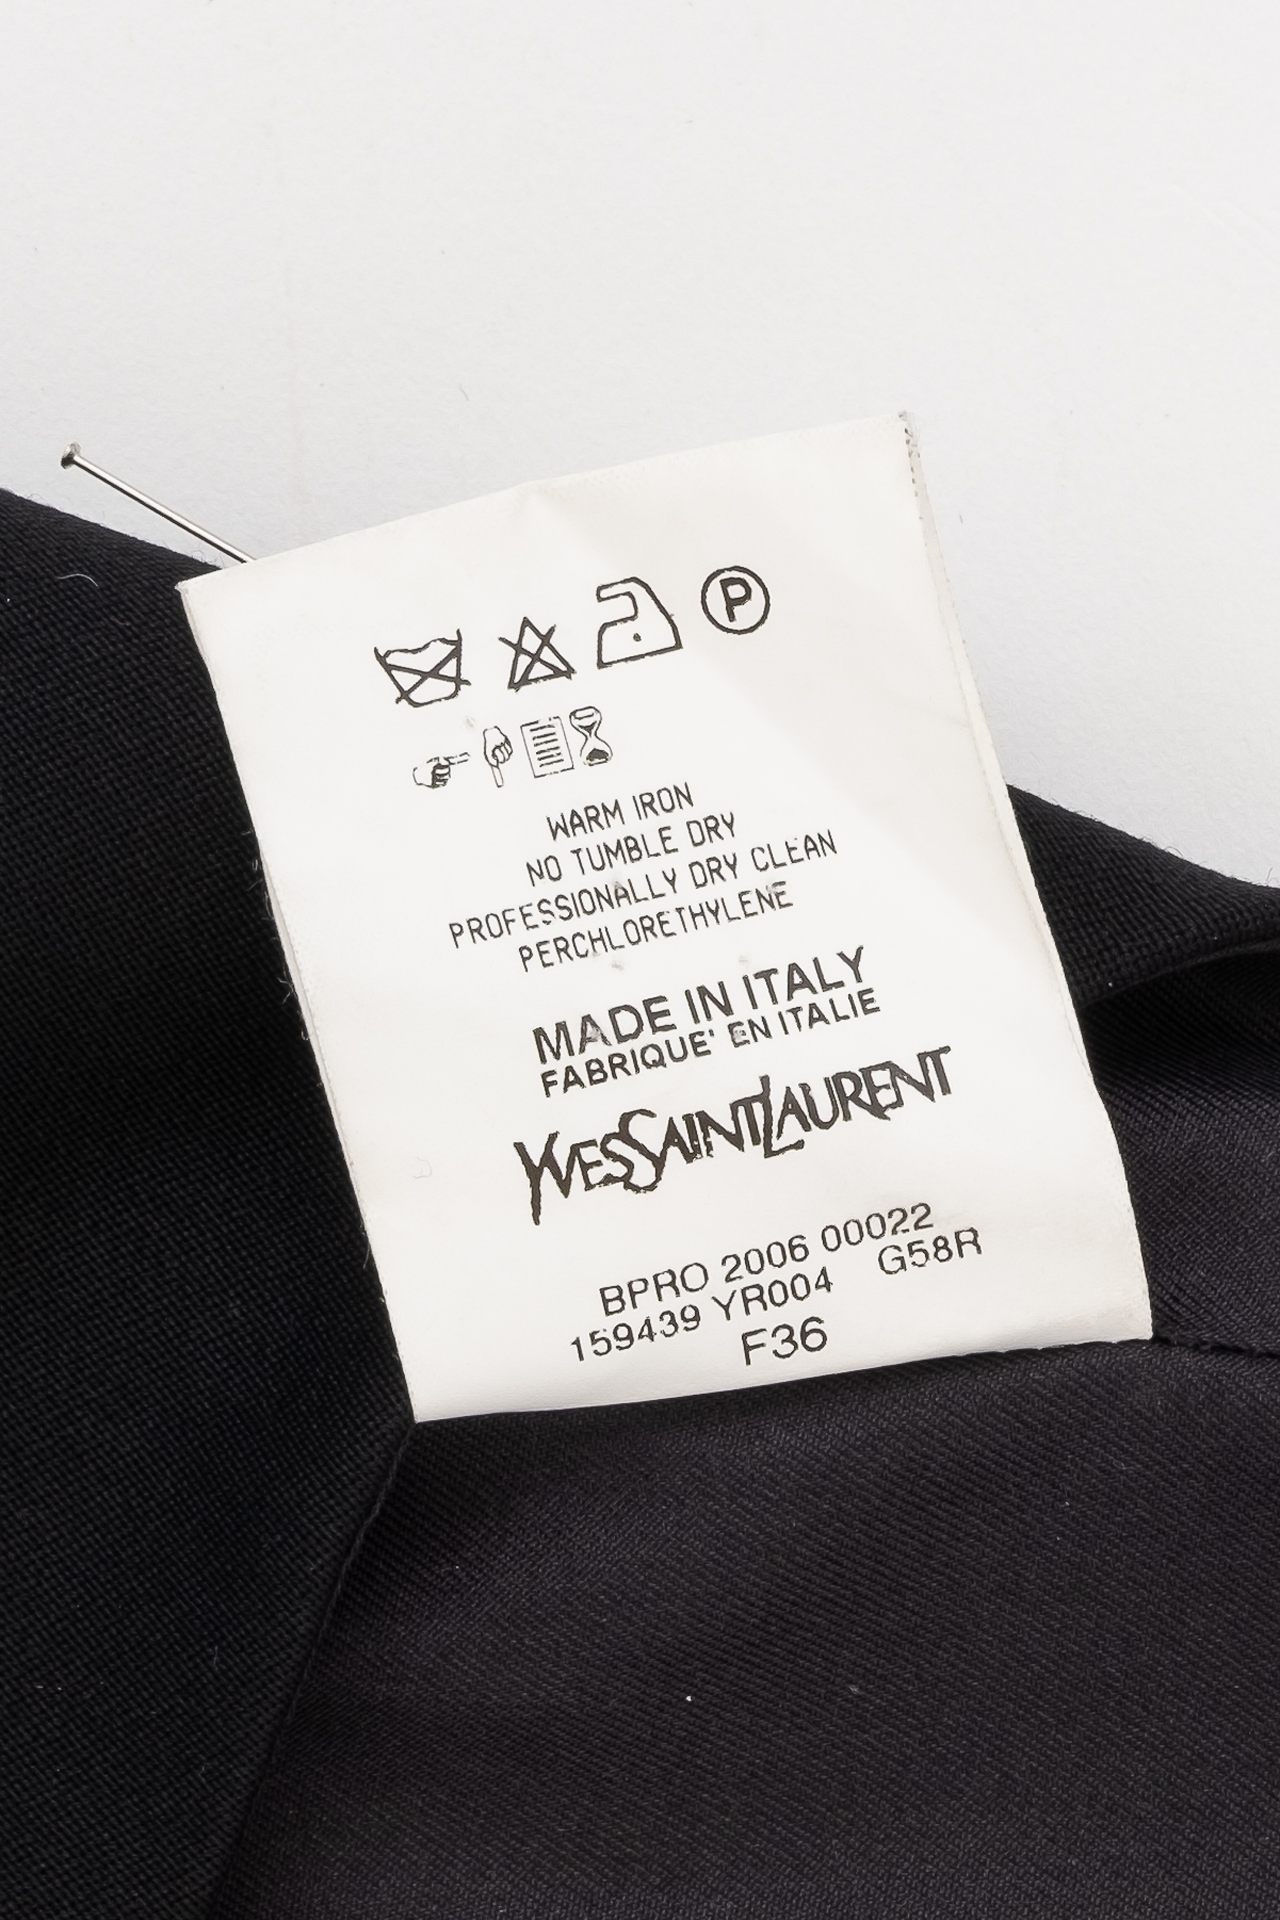 P
WARM IRON
NO TUMBLE DRY
PROFESSIONALLY DRY CLEAN
PERCHLORETHYLENE
MADE IN ITALY
FABRIQUE' EN ITALIE
YVESSAINTLAURENT
BPRO 2006 00022
159439 YR004 G58R
F36